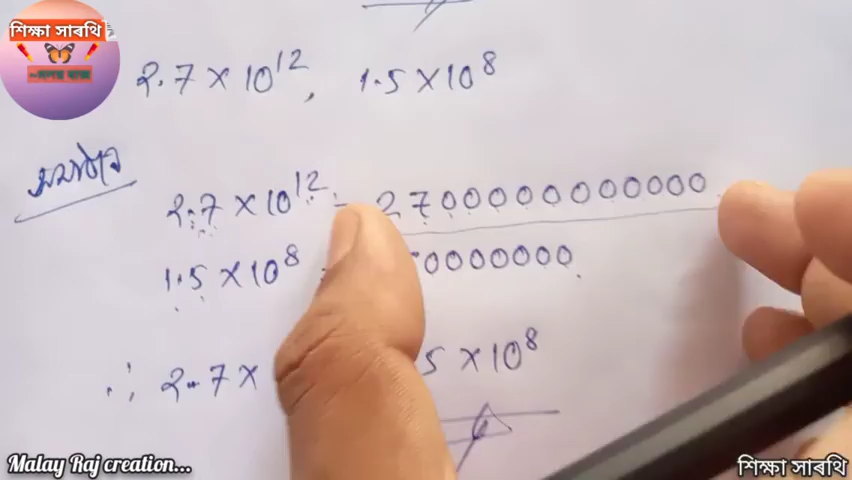 শিক্ষা সাৰথি
2.7 × 10¹², 1.5 × 10⁸
2.7 × 10¹² = 2700000000000
1.5 × 10⁸ 0000000
∴ 2.7 × 5 × 10⁸
Malay Raj creation...
শিক্ষা সাৰথি